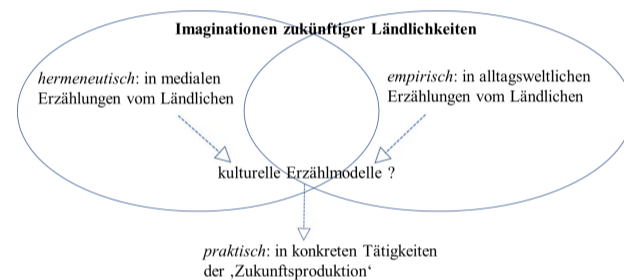 Imaginationen zukünftiger Ländlichkeiten
hermeneutisch: in medialen
Erzählungen vom Ländlichen
empirisch: in alltagsweltlichen
Erzählungen vom Ländlichen
kulturelle Erzählmodelle ?
praktisch: in konkreten Tätigkeiten
der ‚Zukunftsproduktion‘